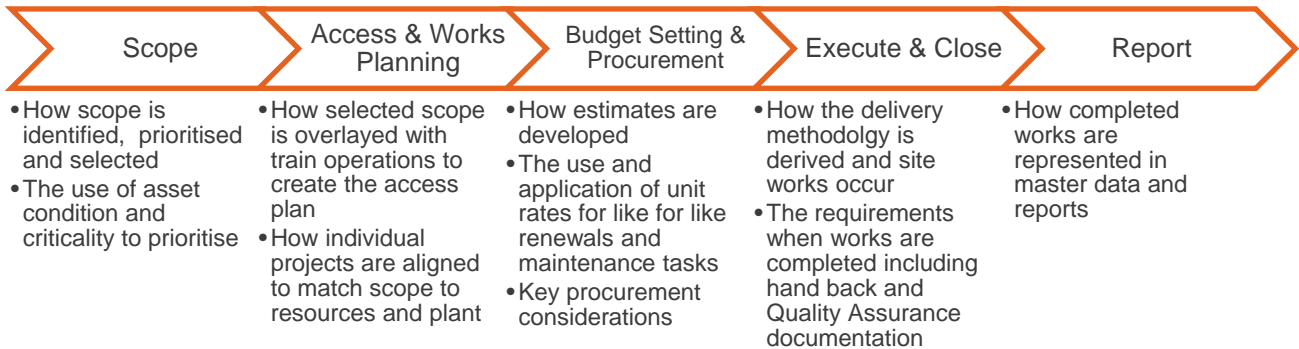 Scope
Access & Works
Planning
Budget Setting &
Procurement
Execute & Close
Report
•How scope is
identified, prioritised
and selected
•The use of asset
condition and
criticality to prioritise
•How selected scope
is overlayed with
train operations to
create the access
plan
•How individual
projects are aligned
to match scope to
resources and plant
•How estimates are
developed
•The use and
application of unit
rates for like for like
renewals and
maintenance tasks
•Key procurement
considerations
•How the delivery
methodolgy is
derived and site
works occur
•The requirements
when works are
completed including
hand back and
Quality Assurance
documentation
•How completed
works are
represented in
master data and
reports